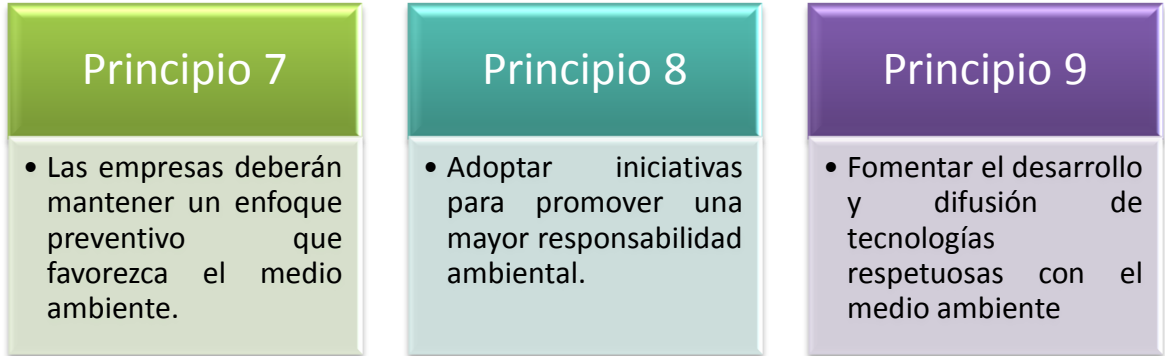 Principio 7
• Las empresas deberán
mantener un enfoque
preventivo que
favorezca el medio
ambiente.
Principio 8
• Adoptar iniciativas
para promover una
mayor responsabilidad
ambiental.
Principio 9
• Fomentar el desarrollo
y difusión de
tecnologías
respetuosas con el
medio ambiente